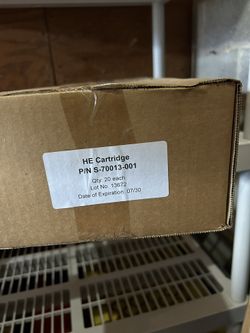 HE Cartridge
P/N S-70013-001
Qty. 20 each
Lot No. 13672
Date of Expiration: 07/30